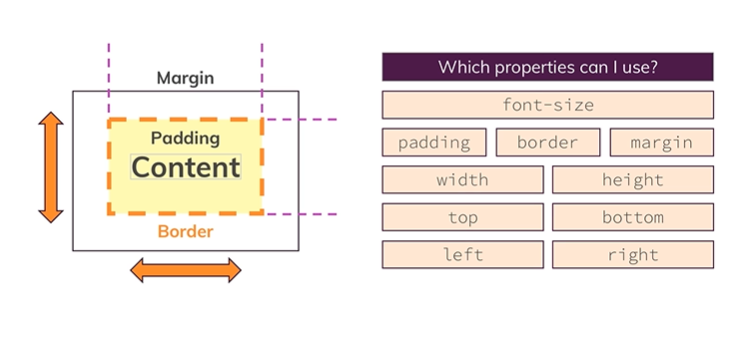 Margin
Padding
Content
Border
Which properties can I use?
font-size
padding border margin
width height
top bottom
left right